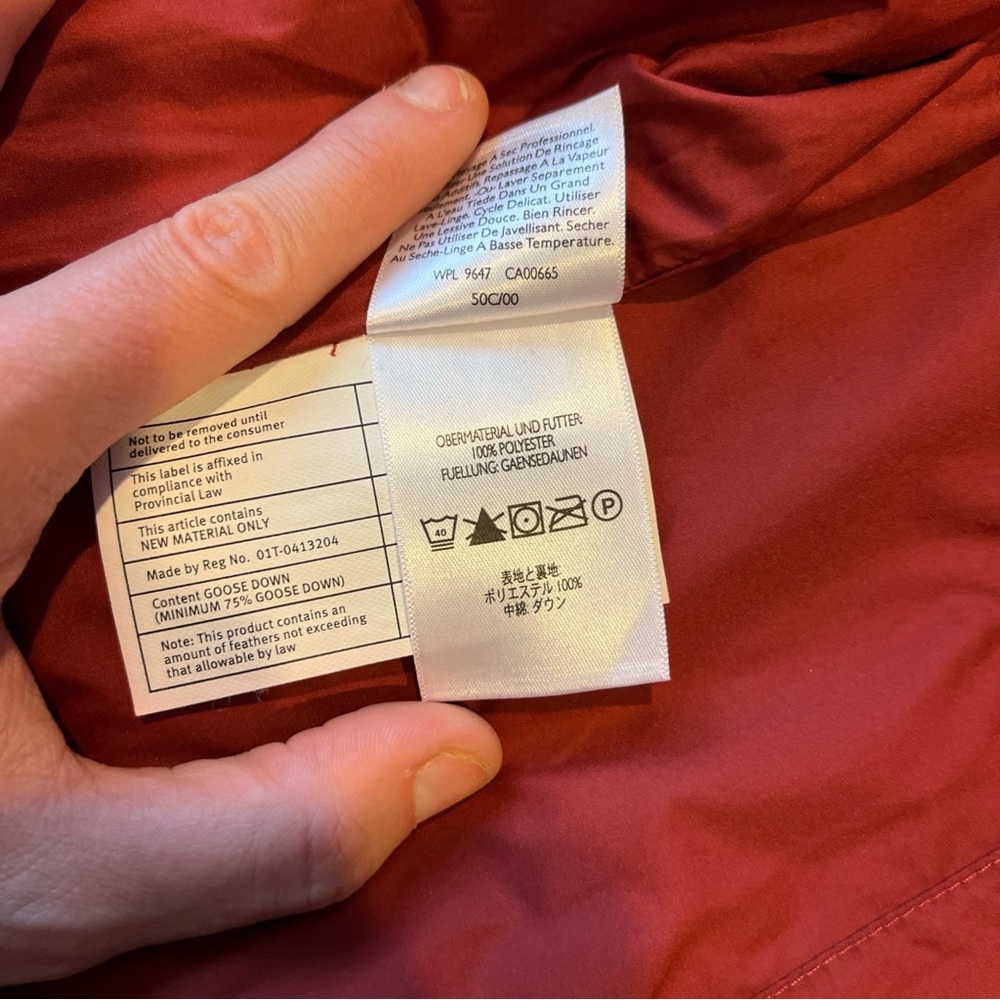 A Sec Professionnel.
Une Solution De Rincage
Additifs. Repassage A La Vapeur
-Ou- Laver Separement
A L'eau Tiede Dans Un Grand
Lave-Linge, Cycle Delicat. Utiliser
Une Lessive Douce. Bien Rincer.
Ne Pas Utiliser De Javellisant. Secher
Au Seche-Linge A Basse Temperature.
WPL 9647 CA00665
50C/00
Not to be removed until
delivered to the consumer
This label is affixed in
compliance with
Provincial Law
This article contains
NEW MATERIAL ONLY
Made by Reg No. 01T-0413204
Content GOOSE DOWN
(MINIMUM 75% GOOSE DOWN)
Note: This product contains an
amount of feathers not exceeding
that allowable by law
OBERMATERIAL UND FUTTER:
100% POLYESTER
FUELLUNG: GAENSEDAUNEN
40 P
表地と裏地:
ポリエステル 100%
中綿: ダウン